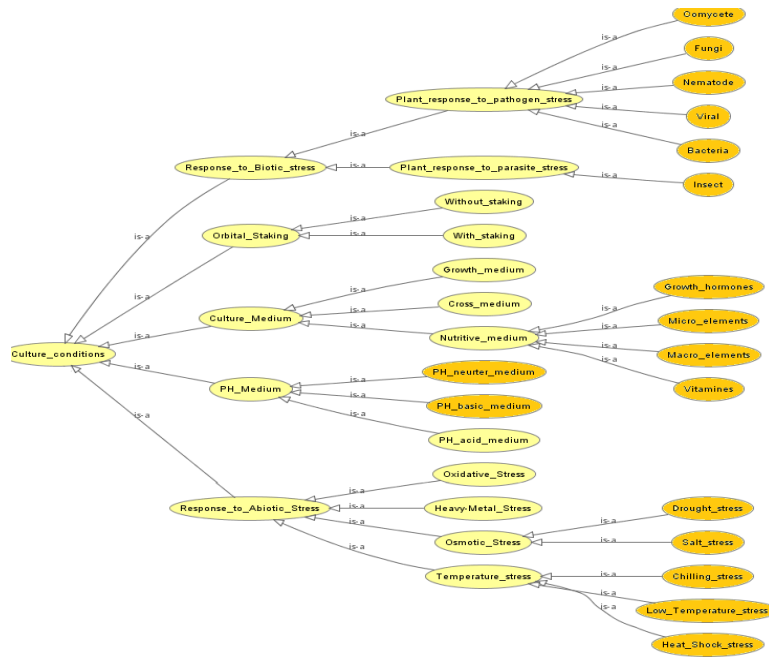 Oomycete
is-a
Fungi
is-a
Nematode
is-a
Plant_response_to_pathogen_stress
is-a
Viral
is-a
is-a
Bacteria
Response_to_Biotic_stress
is-a
Plant_response_to_parasite_stress
is-a
Insect
Without_staking
is-a
is-a
Orbital_Staking
is-a
With_staking
Growth_medium
is-a
Growth_hormones
is-a
is-a
Cross_medium
is-a
Culture_Medium
is-a
Micro_elements
is-a
is-a
Nutritive_medium
is-a
Macro_elements
Culture_conditions
is-a
is-a
PH_neurter_medium
is-a
PH_Medium
is-a
Vitamines
PH_basic_medium
is-a
is-a
PH_acid_medium
Oxidative_Stress
is-a
Response_to_Abiotic_Stress
is-a
Heavy-Metal_Stress
Drought_stress
is-a
is-a
Osmotic_Stress
is-a
Salt_stress
is-a
Temperature_stress
is-a
Chilling_stress
is-a
Low_Temperature_stress
is-a
Heat_Shock_stress